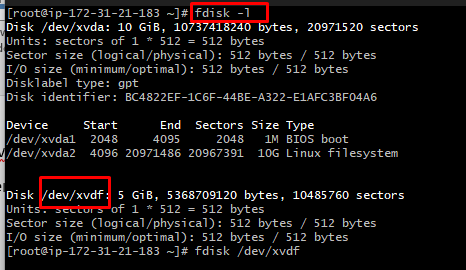 [root@ip-172-31-21-183 ~]# fdisk -l
Disk /dev/xvda: 10 GiB, 10737418240 bytes, 20971520 sectors
Units: sectors of 1 * 512 = 512 bytes
Sector size (logical/physical): 512 bytes / 512 bytes
I/O size (minimum/optimal): 512 bytes / 512 bytes
Disklabel type: gpt
Disk identifier: BC4822EF-1C6F-44BE-A322-E1AFC3BF04A6
Device Start End Sectors Size Type
/dev/xvda1 2048 4095 2048 1M BIOS boot
/dev/xvda2 4096 20971486 20967391 10G Linux filesystem
Disk /dev/xvdf: 5 GiB, 5368709120 bytes, 10485760 sectors
Units: sectors of 1 * 512 = 512 bytes
Sector size (logical/physical): 512 bytes / 512 bytes
I/O size (minimum/optimal): 512 bytes / 512 bytes
[root@ip-172-31-21-183 ~]# fdisk /dev/xvdf